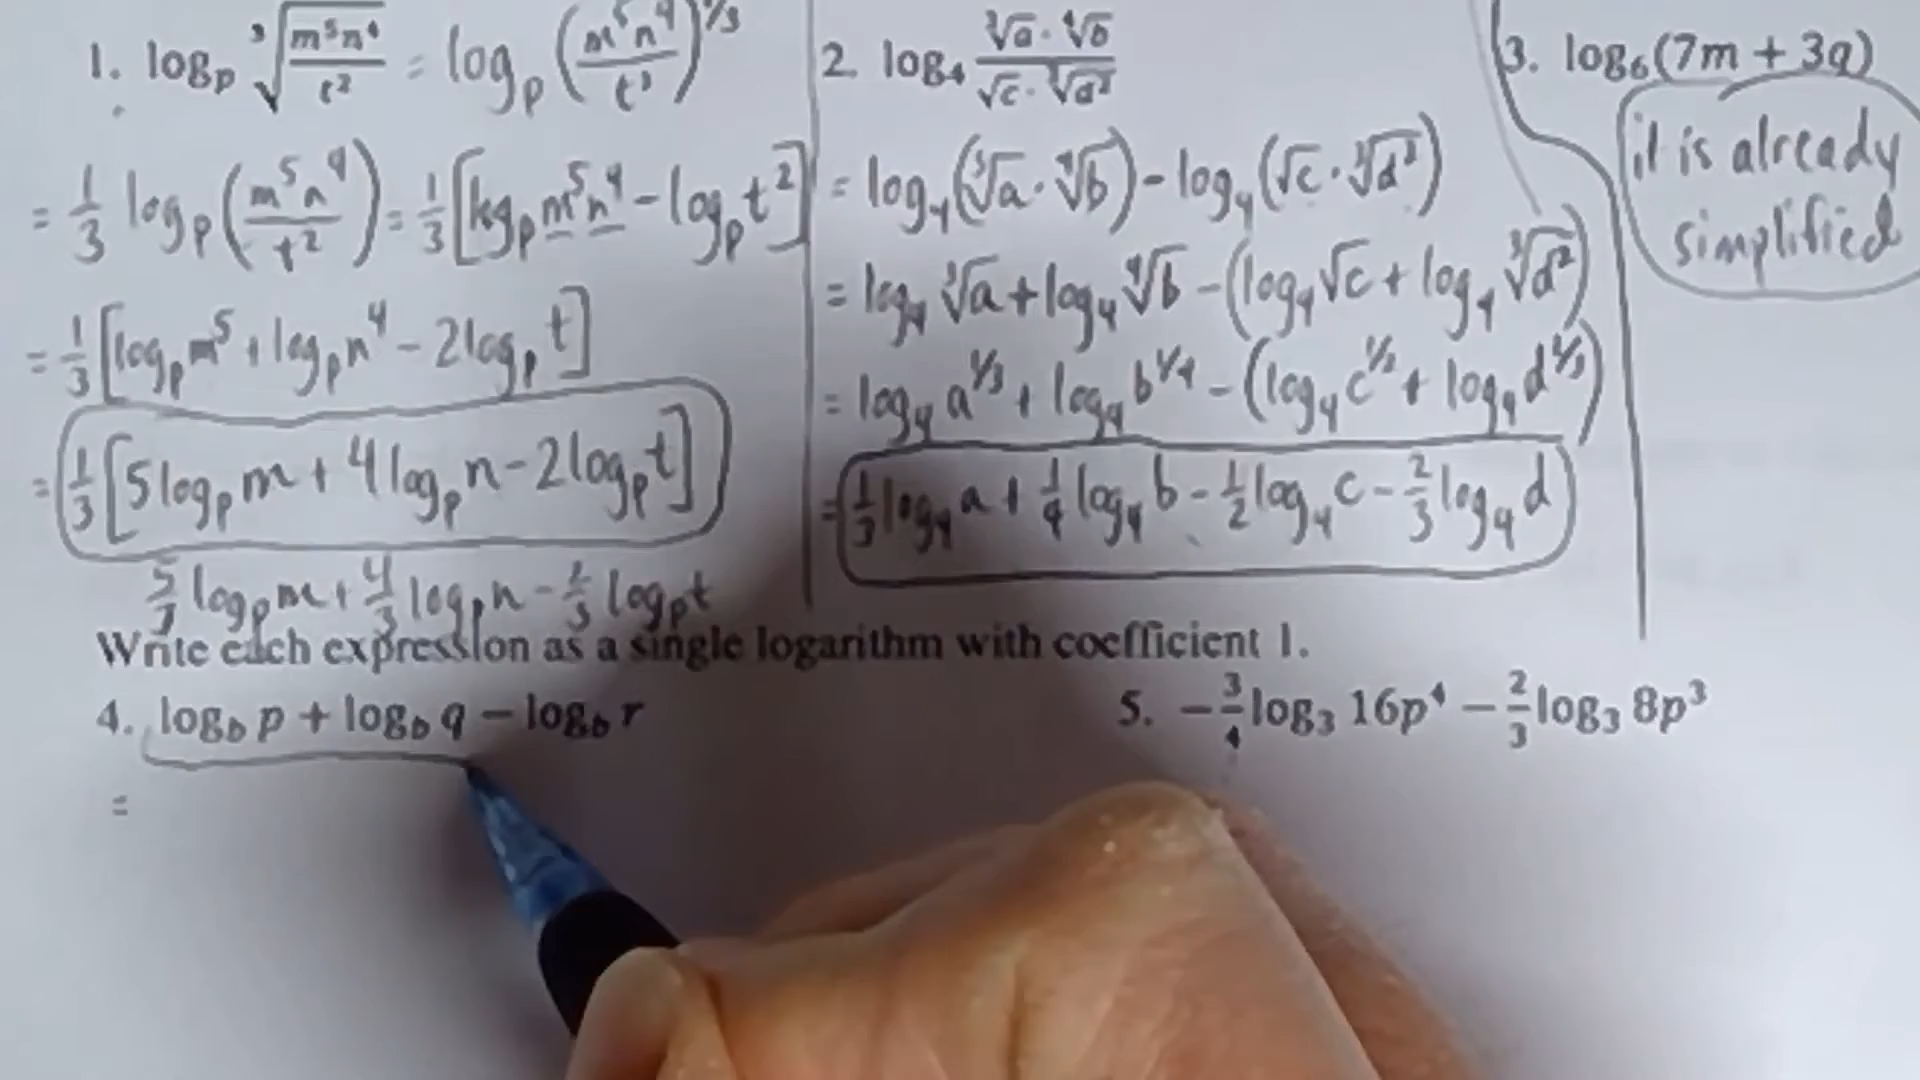 1. log_p ∛(m⁵n⁴/t²) = log_p (m⁵n⁴/t²)^1/3
= 1/3 log_p (m⁵n⁴/t²) = 1/3 [log_p m⁵n⁴ - log_p t²]
= 1/3 [log_p m⁵ + log_p n⁴ - 2log_p t]
= 1/3 [5log_p m + 4log_p n - 2log_p t]
5/3 log_p m + 4/3 log_p n - 2/3 log_p t
2. log₄ (∛a · ∜b)/(√c · ∛d²)
= log₄(∛a · ∜b) - log₄(√c · ∛d²)
= log₄ ∛a + log₄ ∜b - (log₄ √c + log₄ ∛d²)
= log₄ a^1/3 + log₄ b^1/4 - (log₄ c^1/2 + log₄ d^2/3)
= 1/3 log₄ a + 1/4 log₄ b - 1/2 log₄ c - 2/3 log₄ d
3. log₆(7m + 3q)
it is already
simplified
Write each expression as a single logarithm with coefficient 1.
4. log_b p + log_b q − log_b r
=
5. −3/4 log₃ 16p⁴ − 2/3 log₃ 8p³